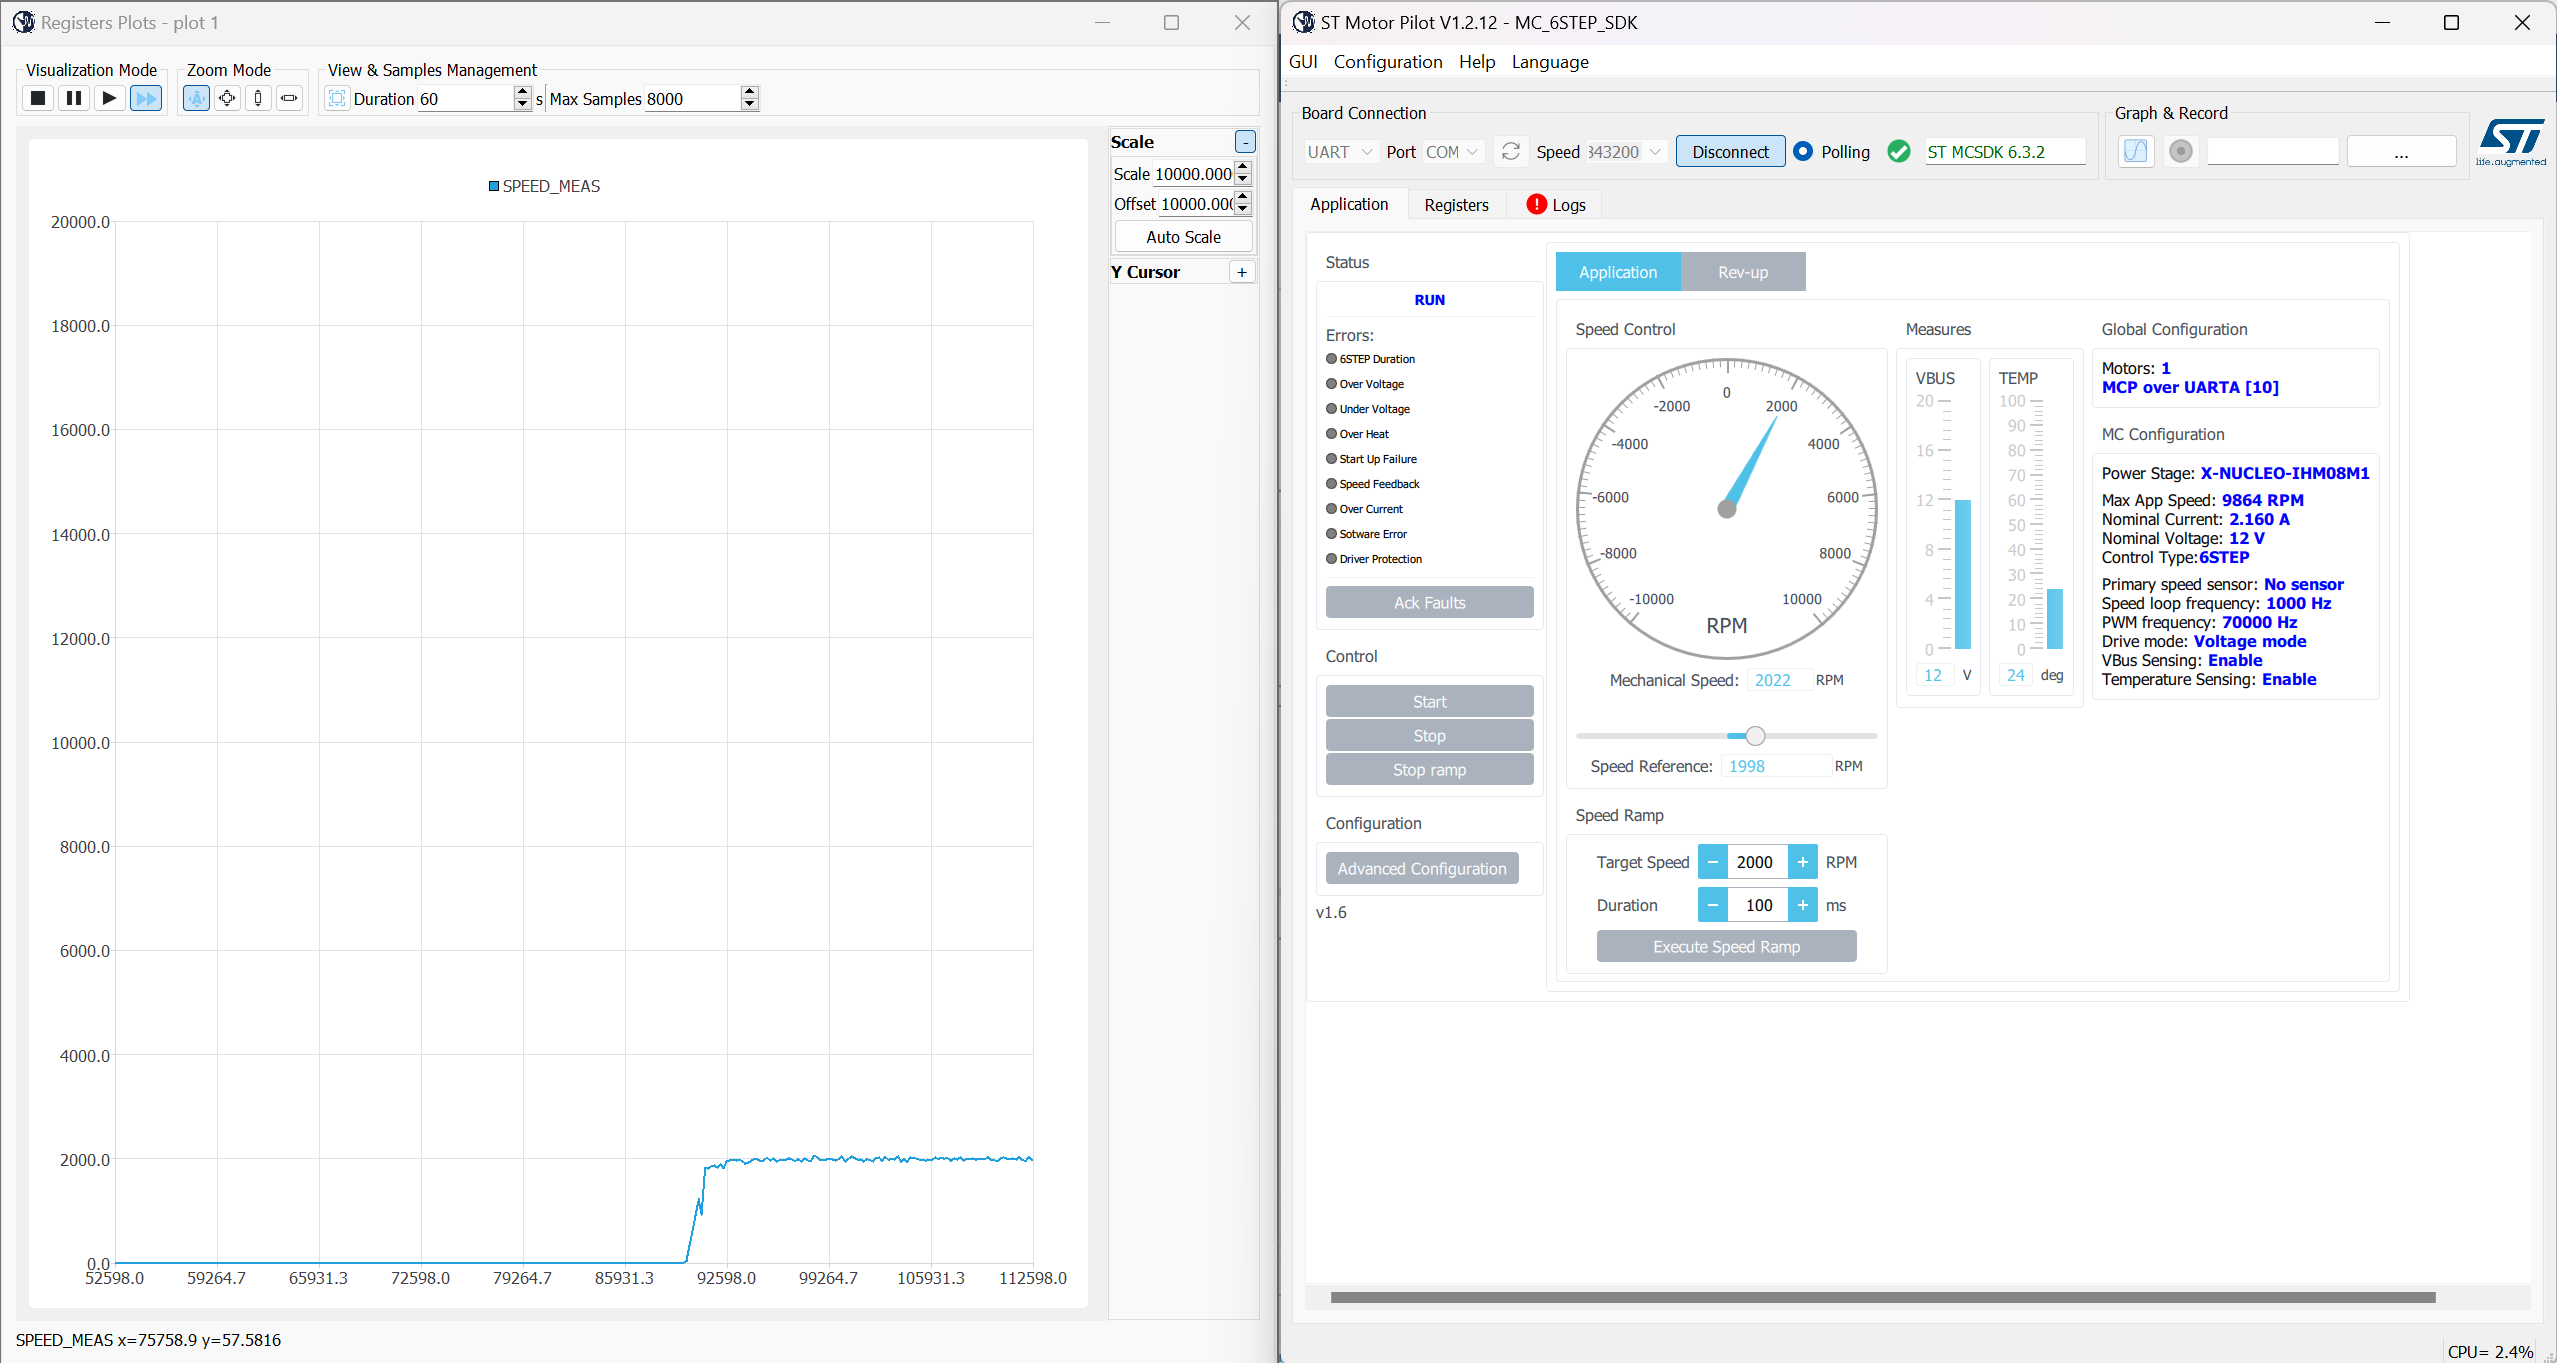 Registers Plots - plot 1
Visualization Mode
Zoom Mode
View & Samples Management
Duration 60 s Max Samples 8000
Scale -
Scale 10000.000
Offset 10000.00
Auto Scale
Y Cursor +
SPEED_MEAS
20000.0
18000.0
16000.0
14000.0
12000.0
10000.0
8000.0
6000.0
4000.0
2000.0
0.0
52598.0 59264.7 65931.3 72598.0 79264.7 85931.3 92598.0 99264.7 105931.3 112598.0
SPEED_MEAS x=75758.9 y=57.5816
ST Motor Pilot V1.2.12 - MC_6STEP_SDK
GUI Configuration Help Language
Board Connection
UART Port COM Speed 843200 Disconnect Polling ST MCSDK 6.3.2
Graph & Record
...
ST
life.augmented
Application Registers ! Logs
Status
RUN
Errors:
6STEP Duration
Over Voltage
Under Voltage
Over Heat
Start Up Failure
Speed Feedback
Over Current
Sotware Error
Driver Protection
Ack Faults
Control
Start
Stop
Stop ramp
Configuration
Advanced Configuration
v1.6
Application Rev-up
Speed Control
0
-2000 2000
-4000 4000
-6000 6000
-8000 8000
-10000 10000
RPM
Mechanical Speed: 2022 RPM
Speed Reference: 1998 RPM
Speed Ramp
Target Speed - 2000 + RPM
Duration - 100 + ms
Execute Speed Ramp
Measures
VBUS
20
16
12
8
4
0
12 V
TEMP
100
90
80
70
60
50
40
30
20
10
0
24 deg
Global Configuration
Motors: 1
MCP over UARTA [10]
MC Configuration
Power Stage: X-NUCLEO-IHM08M1
Max App Speed: 9864 RPM
Nominal Current: 2.160 A
Nominal Voltage: 12 V
Control Type:6STEP
Primary speed sensor: No sensor
Speed loop frequency: 1000 Hz
PWM frequency: 70000 Hz
Drive mode: Voltage mode
VBus Sensing: Enable
Temperature Sensing: Enable
CPU= 2.4%